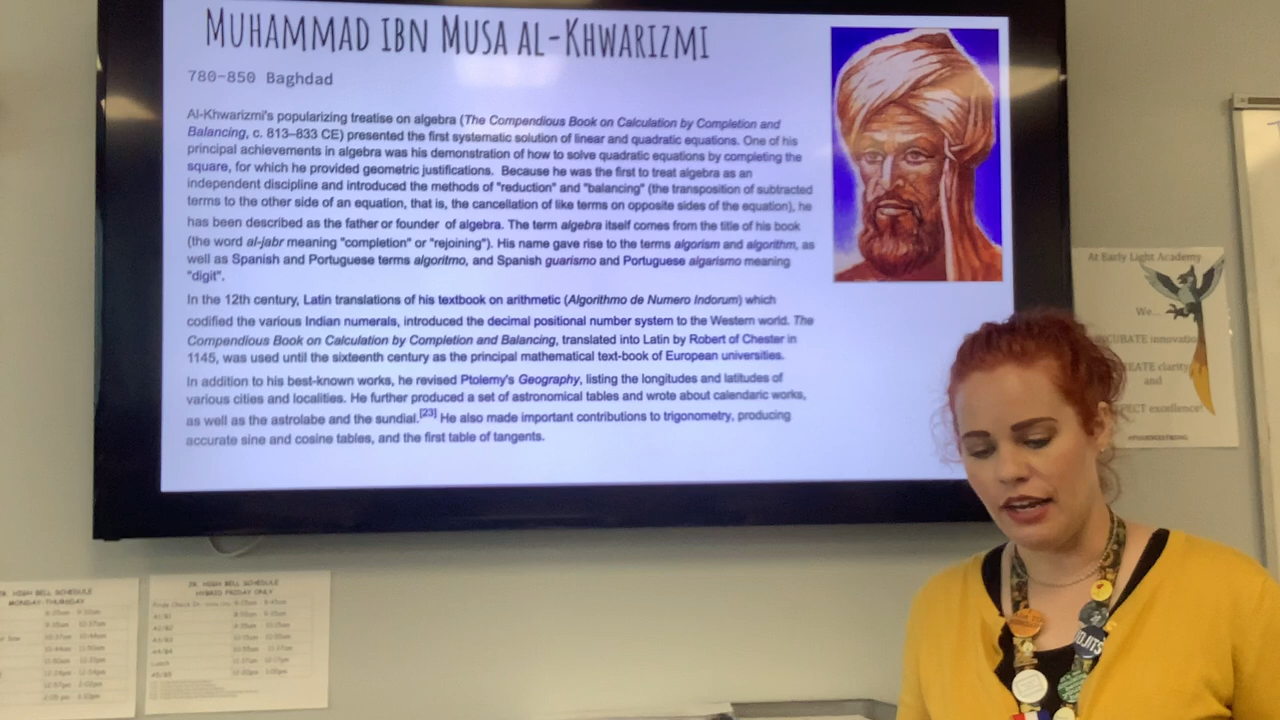 MUHAMMAD IBN MUSA AL-KHWARIZMI
780-850 Baghdad
Al-Khwarizmi's popularizing treatise on algebra (The Compendious Book on Calculation by Completion and
Balancing, c. 813–833 CE) presented the first systematic solution of linear and quadratic equations. One of his
principal achievements in algebra was his demonstration of how to solve quadratic equations by completing the
square, for which he provided geometric justifications. Because he was the first to treat algebra as an
independent discipline and introduced the methods of "reduction" and "balancing" (the transposition of subtracted
terms to the other side of an equation, that is, the cancellation of like terms on opposite sides of the equation), he
has been described as the father or founder of algebra. The term algebra itself comes from the title of his book
(the word al-jabr meaning "completion" or "rejoining"). His name gave rise to the terms algorism and algorithm, as
well as Spanish and Portuguese terms algoritmo, and Spanish guarismo and Portuguese algarismo meaning
"digit".
In the 12th century, Latin translations of his textbook on arithmetic (Algorithmo de Numero Indorum) which
codified the various Indian numerals, introduced the decimal positional number system to the Western world. The
Compendious Book on Calculation by Completion and Balancing, translated into Latin by Robert of Chester in
1145, was used until the sixteenth century as the principal mathematical text-book of European universities.
In addition to his best-known works, he revised Ptolemy's Geography, listing the longitudes and latitudes of
various cities and localities. He further produced a set of astronomical tables and wrote about calendaric works,
as well as the astrolabe and the sundial.[23] He also made important contributions to trigonometry, producing
accurate sine and cosine tables, and the first table of tangents.
At Early Light Academy
We...
innovation
clarity
and
excellence!
HIGH BELL SCHEDULE
MONDAY-THURSDAY
HIGH BELL SCHEDULE
HYBRID FRIDAY ONLY